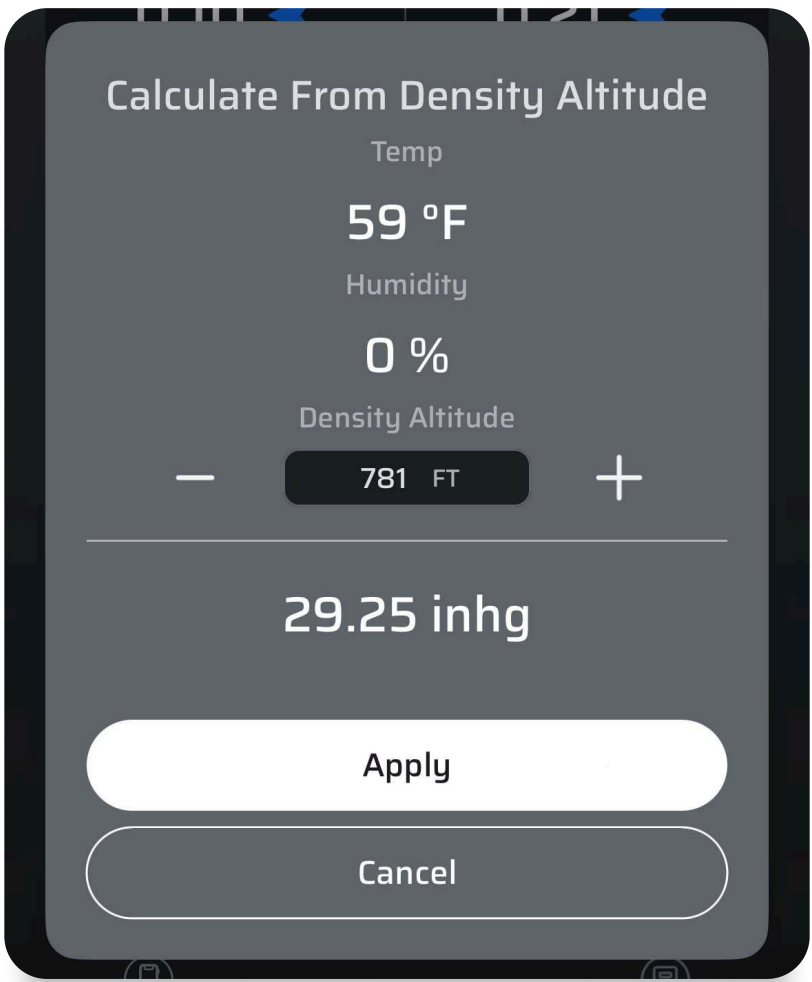 Calculate From Density Altitude
Temp
59 °F
Humidity
0 %
Density Altitude
— 781 FT +
29.25 inhg
Apply
Cancel